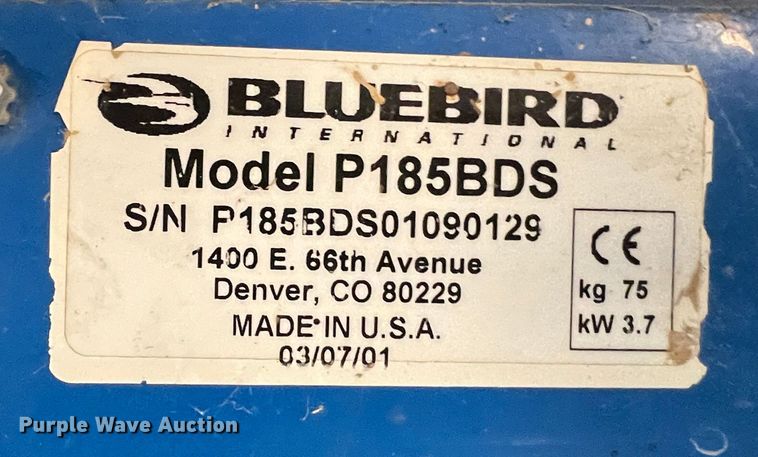 BLUEBIRD
INTERNATIONAL
Model P185BDS
S/N P185BDS01090129
1400 E. 66th Avenue
Denver, CO 80229
MADE IN U.S.A.
03/07/01
CE
kg 75
kW 3.7
Purple Wave Auction